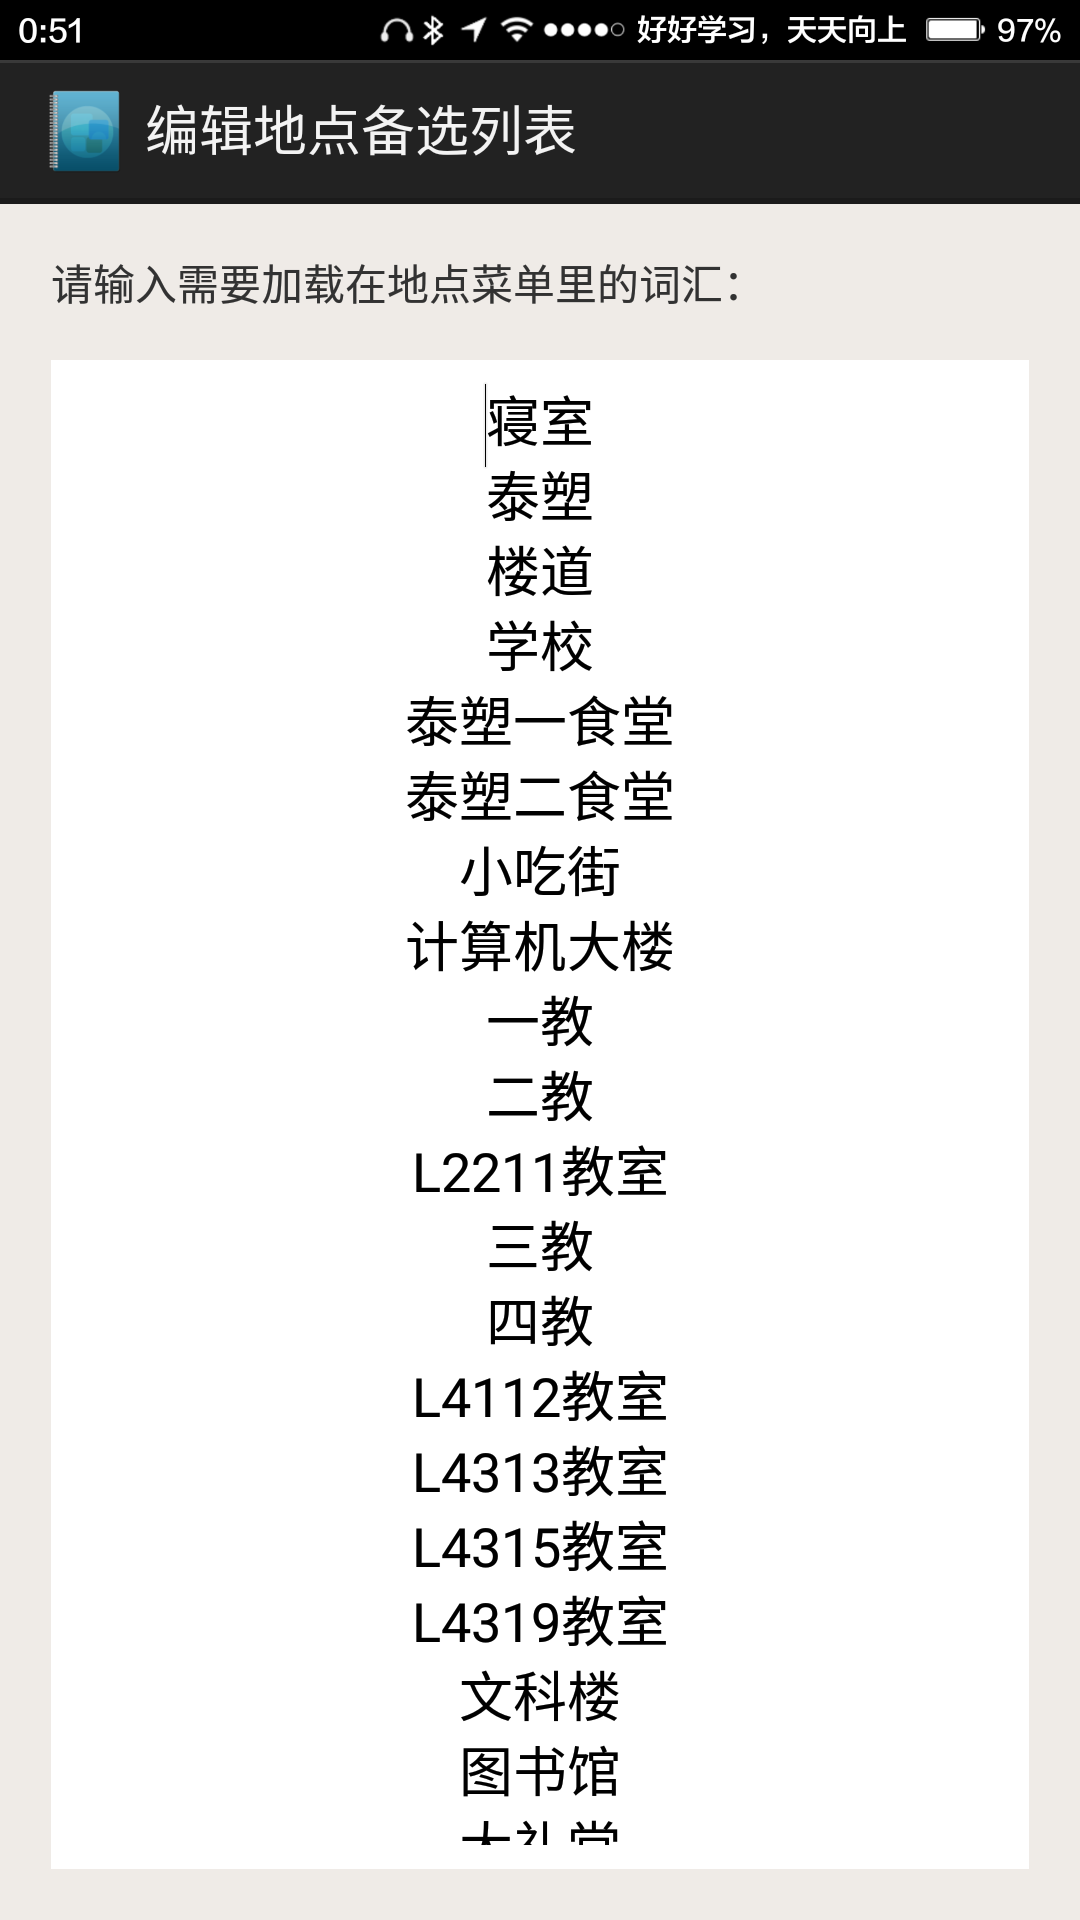 0:51 好好学习，天天向上 97%
编辑地点备选列表
请输入需要加载在地点菜单里的词汇：
寝室
泰塑
楼道
学校
泰塑一食堂
泰塑二食堂
小吃街
计算机大楼
一教
二教
L2211教室
三教
四教
L4112教室
L4313教室
L4315教室
L4319教室
文科楼
图书馆
大礼堂